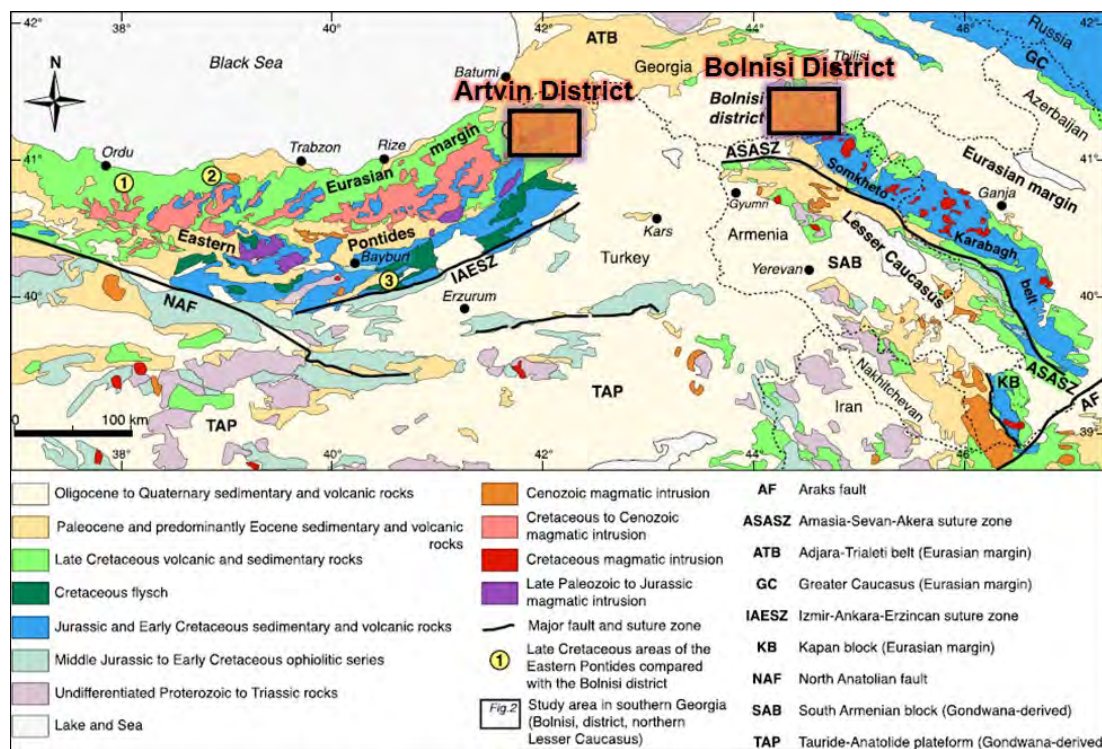 42°
38°
40°
42°
44°
46°
42°
Russia
ATB
Tbilisi
GC
Black Sea
N
Batumi
Georgia
Bolnisi District
Artvin District
Bolnisi
district
Azerbaijan
41°
Ordu
Trabzon
Rize
margin
Eurasian
ASASZ
Somkheto-
Eurasian margin
41°
1
2
Gyumri
Ganja
Eastern
Pontides
Kars
Armenia
Lesser Caucasus
Karabagh
belt
Bayburt
IAESZ
Turkey
Yerevan
SAB
3
40°
NAF
Erzurum
40°
Nakhitchevan
KB
ASASZ
AF
TAP
Iran
0
100 km
TAP
39°
38°
40°
42°
44°
46°
Oligocene to Quaternary sedimentary and volcanic rocks
Paleocene and predominantly Eocene sedimentary and volcanic
rocks
Late Cretaceous volcanic and sedimentary rocks
Cretaceous flysch
Jurassic and Early Cretaceous sedimentary and volcanic rocks
Middle Jurassic to Early Cretaceous ophiolitic series
Undifferentiated Proterozoic to Triassic rocks
Lake and Sea
Cenozoic magmatic intrusion
Cretaceous to Cenozoic
magmatic intrusion
Cretaceous magmatic intrusion
Late Paleozoic to Jurassic
magmatic intrusion
Major fault and suture zone
1 Late Cretaceous areas of the
Eastern Pontides compared
with the Bolnisi district
Fig.2 Study area in southern Georgia
(Bolnisi, district, northern
Lesser Caucasus)
AF Araks fault
ASASZ Amasia-Sevan-Akera suture zone
ATB Adjara-Trialeti belt (Eurasian margin)
GC Greater Caucasus (Eurasian margin)
IAESZ Izmir-Ankara-Erzincan suture zone
KB Kapan block (Eurasian margin)
NAF North Anatolian fault
SAB South Armenian block (Gondwana-derived)
TAP Tauride-Anatolide plateform (Gondwana-derived)